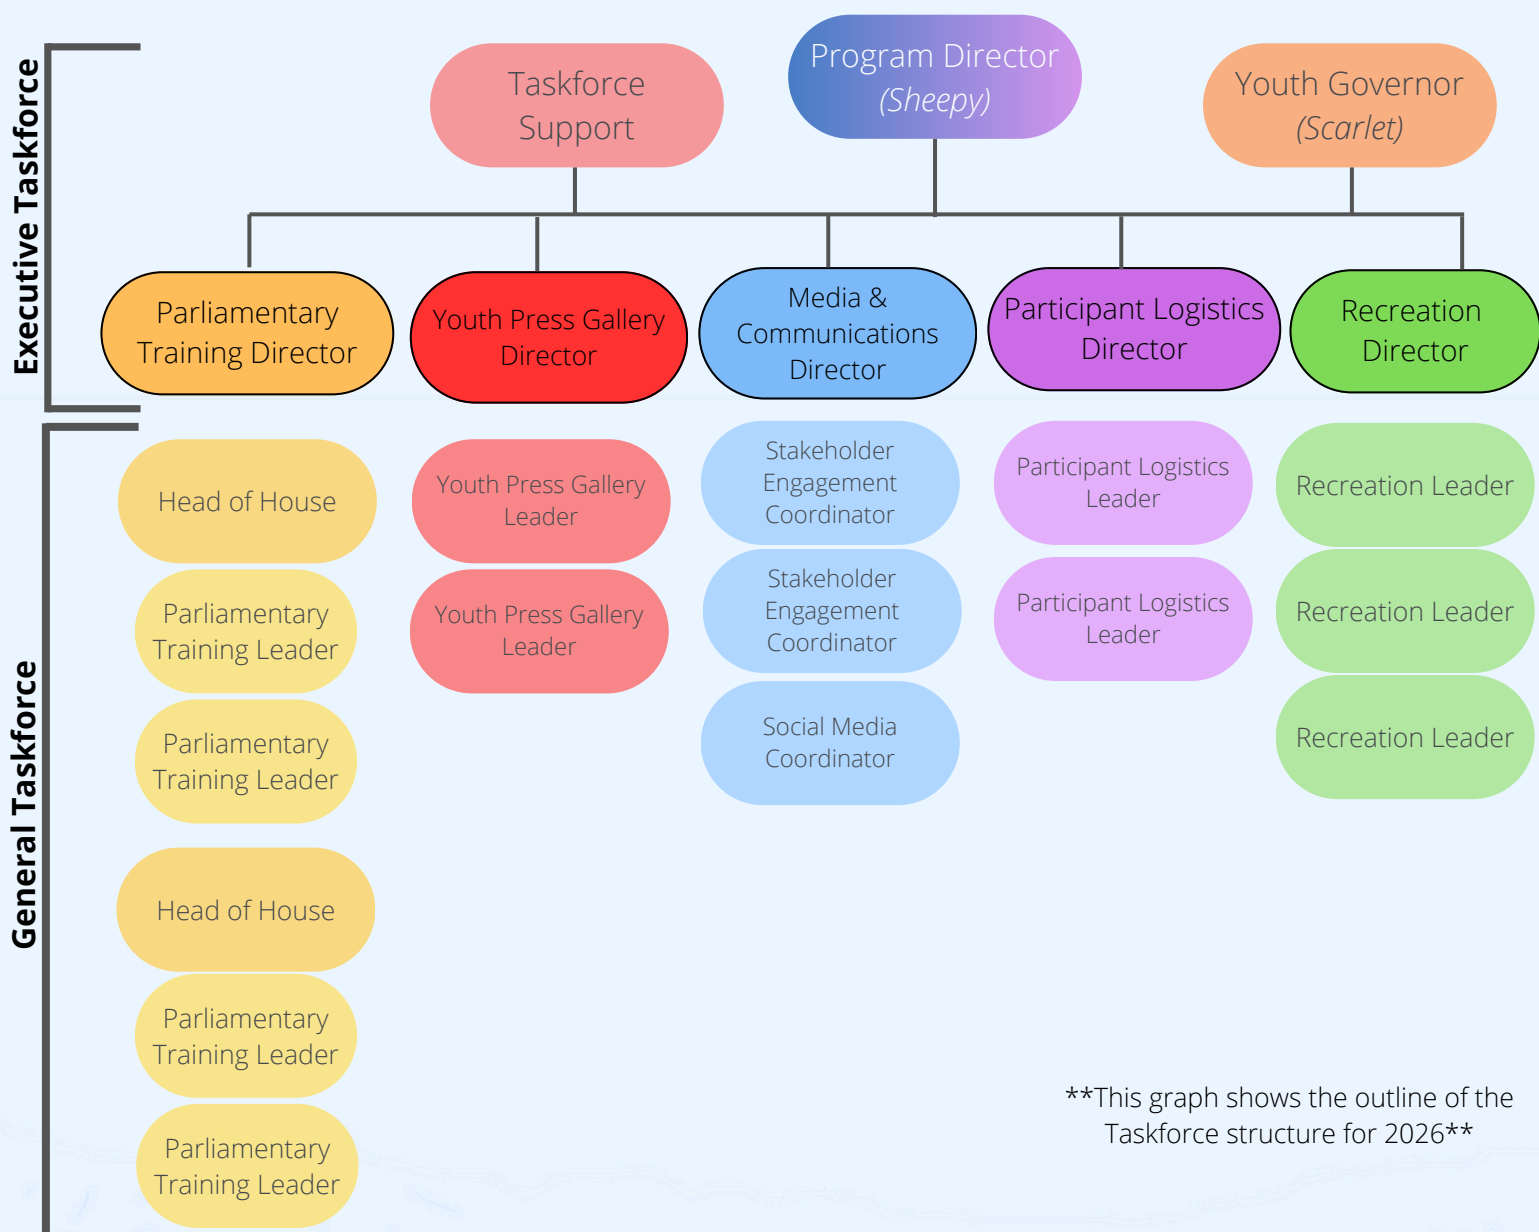 Executive Taskforce
Taskforce
Support
Program Director
(Sheepy)
Youth Governor
(Scarlet)
Parliamentary
Training Director
Youth Press Gallery
Director
Media &
Communications
Director
Participant Logistics
Director
Recreation
Director
General Taskforce
Head of House
Parliamentary
Training Leader
Parliamentary
Training Leader
Head of House
Parliamentary
Training Leader
Parliamentary
Training Leader
Youth Press Gallery
Leader
Youth Press Gallery
Leader
Stakeholder
Engagement
Coordinator
Stakeholder
Engagement
Coordinator
Social Media
Coordinator
Participant Logistics
Leader
Participant Logistics
Leader
Recreation Leader
Recreation Leader
Recreation Leader
**This graph shows the outline of the
Taskforce structure for 2026**